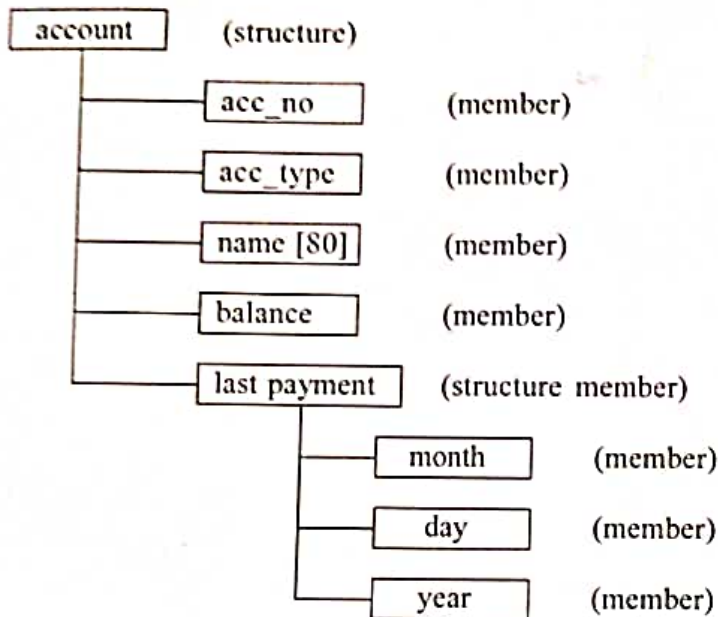 account (structure)
acc_no (member)
acc_type (member)
name [80] (member)
balance (member)
last payment (structure member)
month (member)
day (member)
year (member)